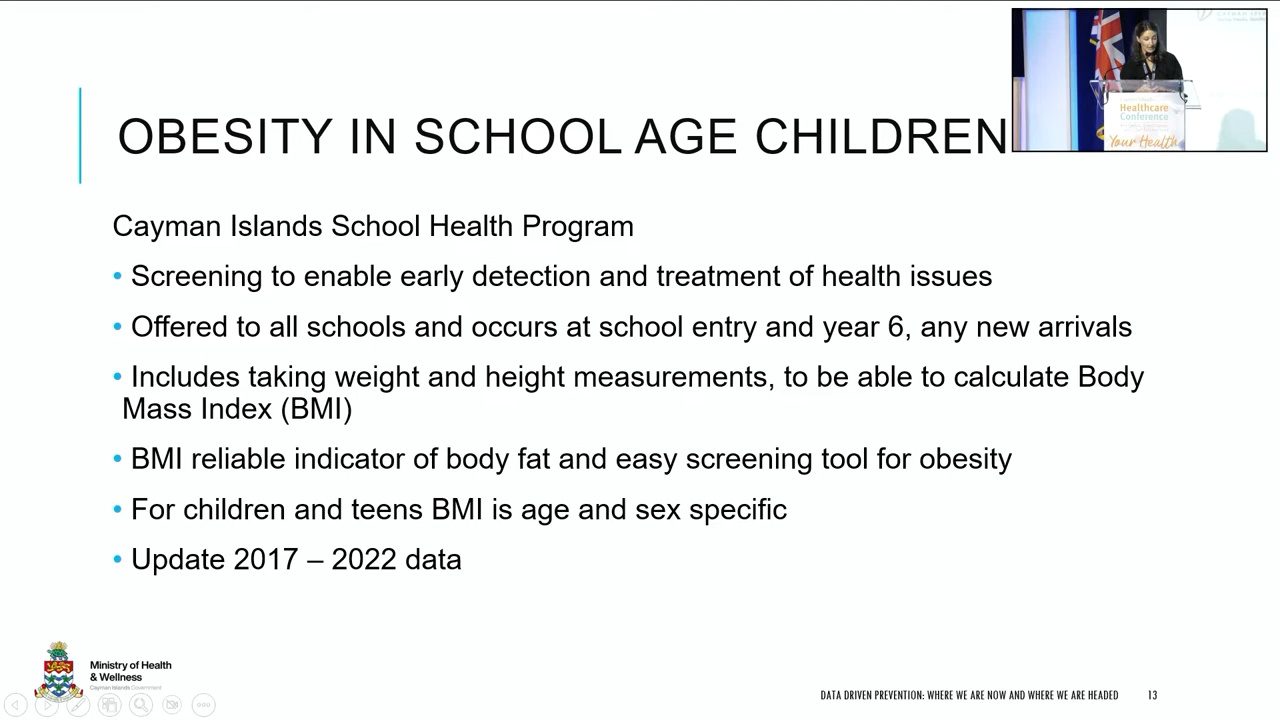 OBESITY IN SCHOOL AGE CHILDREN
Healthcare
Conference
Your Health
Cayman Islands School Health Program
• Screening to enable early detection and treatment of health issues
• Offered to all schools and occurs at school entry and year 6, any new arrivals
• Includes taking weight and height measurements, to be able to calculate Body
Mass Index (BMI)
• BMI reliable indicator of body fat and easy screening tool for obesity
• For children and teens BMI is age and sex specific
• Update 2017 – 2022 data
Ministry of Health
& Wellness
Cayman Islands Government
DATA DRIVEN PREVENTION: WHERE WE ARE NOW AND WHERE WE ARE HEADED 13